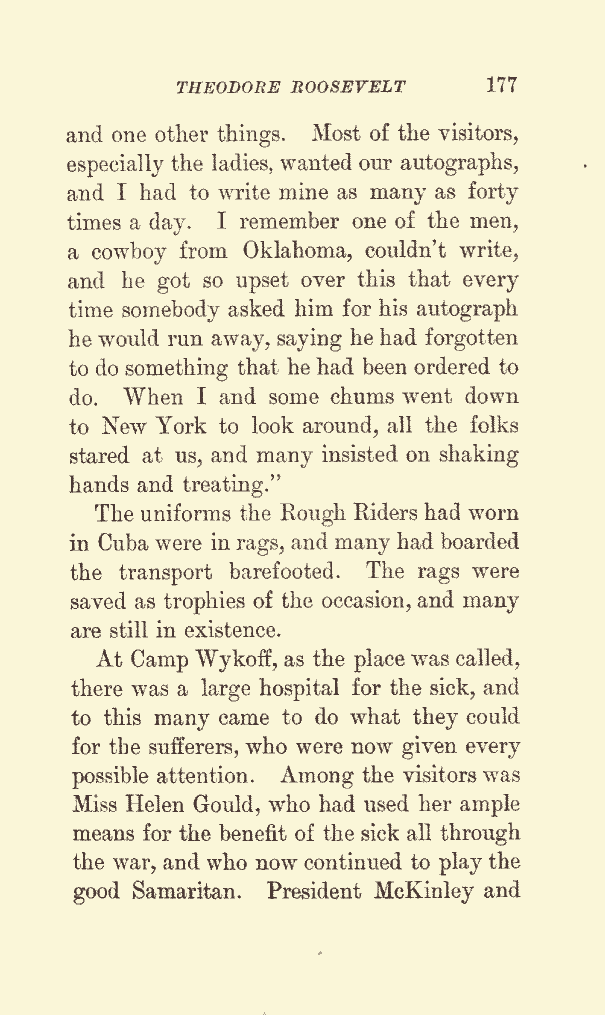 THEODORE ROOSEVELT 177
and one other things. Most of the visitors,
especially the ladies, wanted our autographs,
and I had to write mine as many as forty
times a day. I remember one of the men,
a cowboy from Oklahoma, couldn't write,
and he got so upset over this that every
time somebody asked him for his autograph
he would run away, saying he had forgotten
to do something that he had been ordered to
do. When I and some chums went down
to New York to look around, all the folks
stared at us, and many insisted on shaking
hands and treating."
The uniforms the Rough Riders had worn
in Cuba were in rags, and many had boarded
the transport barefooted. The rags were
saved as trophies of the occasion, and many
are still in existence.
At Camp Wykoff, as the place was called,
there was a large hospital for the sick, and
to this many came to do what they could
for the sufferers, who were now given every
possible attention. Among the visitors was
Miss Helen Gould, who had used her ample
means for the benefit of the sick all through
the war, and who now continued to play the
good Samaritan. President McKinley and